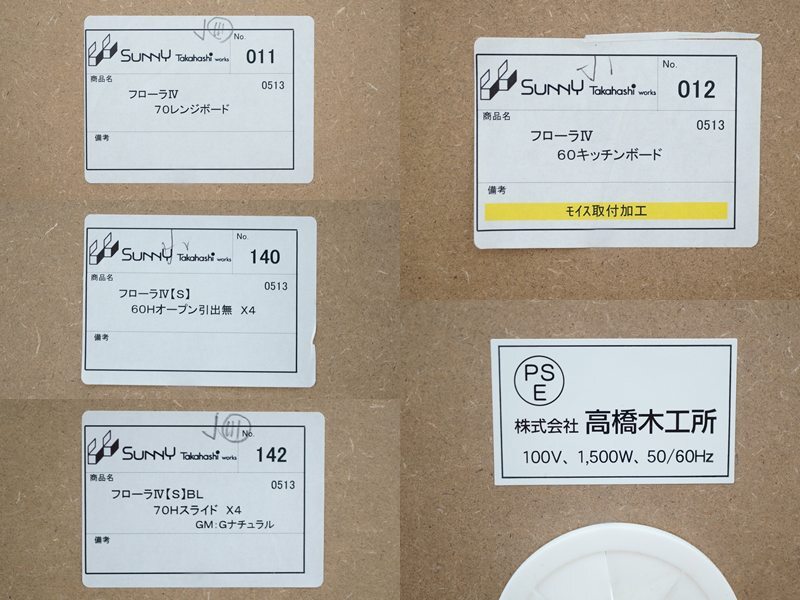 SUNNY Takahashi works No. 011
商品名 0513
フローラⅣ
70レンジボード
備考
SUNNY Takahashi works No. 140
商品名 0513
フローラⅣ【S】
60Hオープン引出無 X4
備考
SUNNY Takahashi works No. 142
商品名 0513
フローラⅣ【S】BL
70Hスライド X4
GM:Gナチュラル
備考
SUNNY Takahashi works No. 012
商品名 0513
フローラⅣ
60キッチンボード
備考
ﾓｲｽ取付加工
PS
E
株式会社 高橋木工所
100V、1,500W、50/60Hz